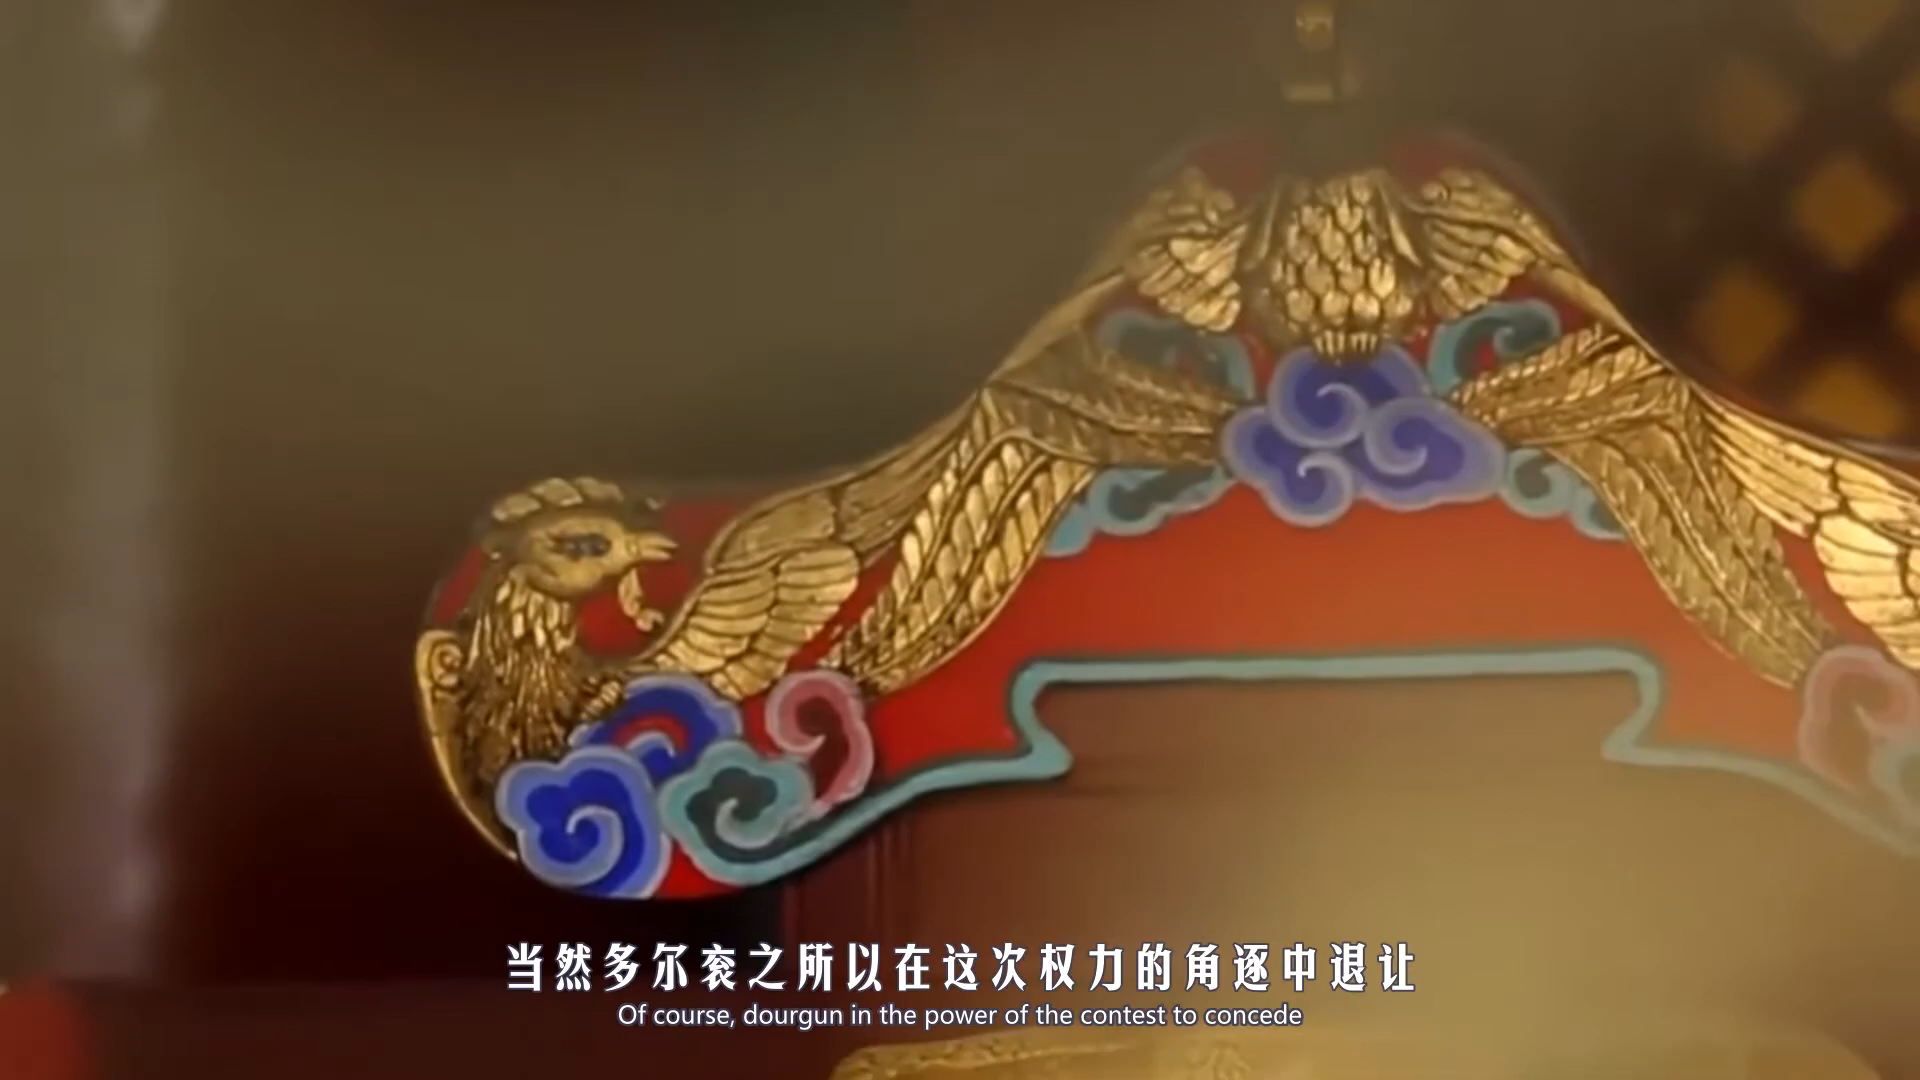 当然多尔衮之所以在这次权力的角逐中退让
Of course, dourgun in the power of the contest to concede